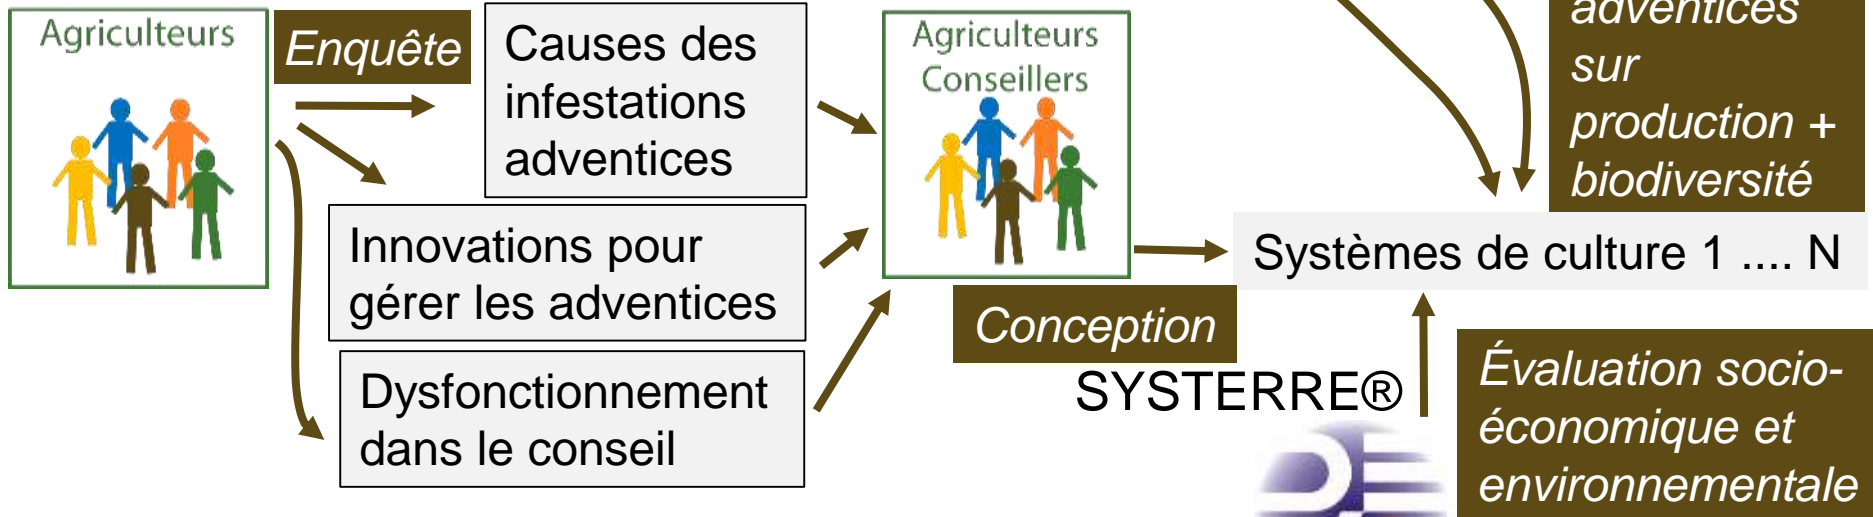 Agriculteurs
Enquête
Causes des
infestations
adventices
Innovations pour
gérer les adventices
Dysfonctionnement
dans le conseil
Agriculteurs
Conseillers
Conception
adventices
sur
production +
biodiversité
Systèmes de culture 1 .... N
SYSTERRE®
Évaluation socio-
économique et
environnementale